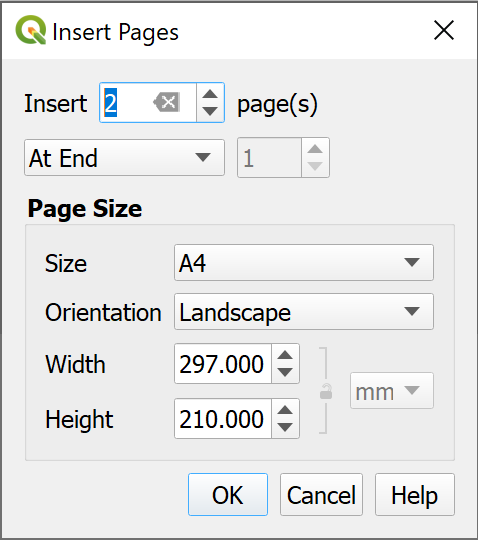 Insert Pages
Insert 2 page(s)
At End 1
Page Size
Size A4
Orientation Landscape
Width 297.000
mm
Height 210.000
OK Cancel Help